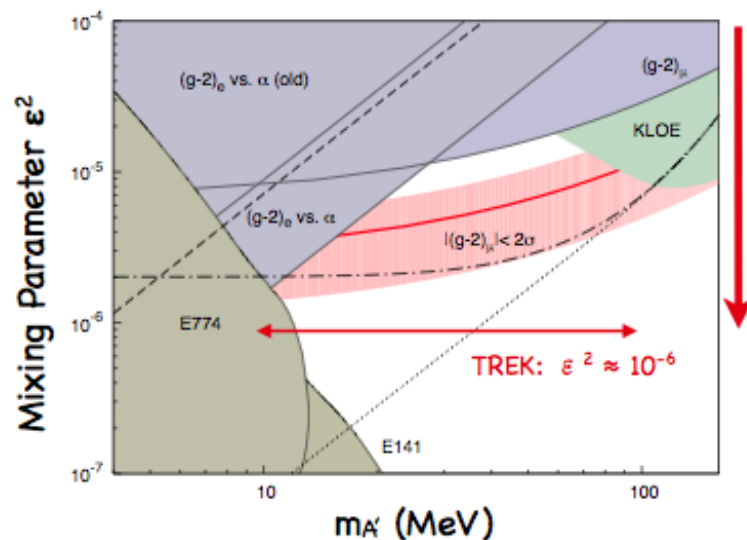 10⁻⁴
(g-2)ₑ vs. α (old)
(g-2)μ
KLOE
10⁻⁵
(g-2)ₑ vs. α
|(g-2)μ|< 2σ
10⁻⁶
E774
TREK: ε² ≈ 10⁻⁶
E141
10⁻⁷
10
100
mA′ (MeV)
Mixing Parameter ε²